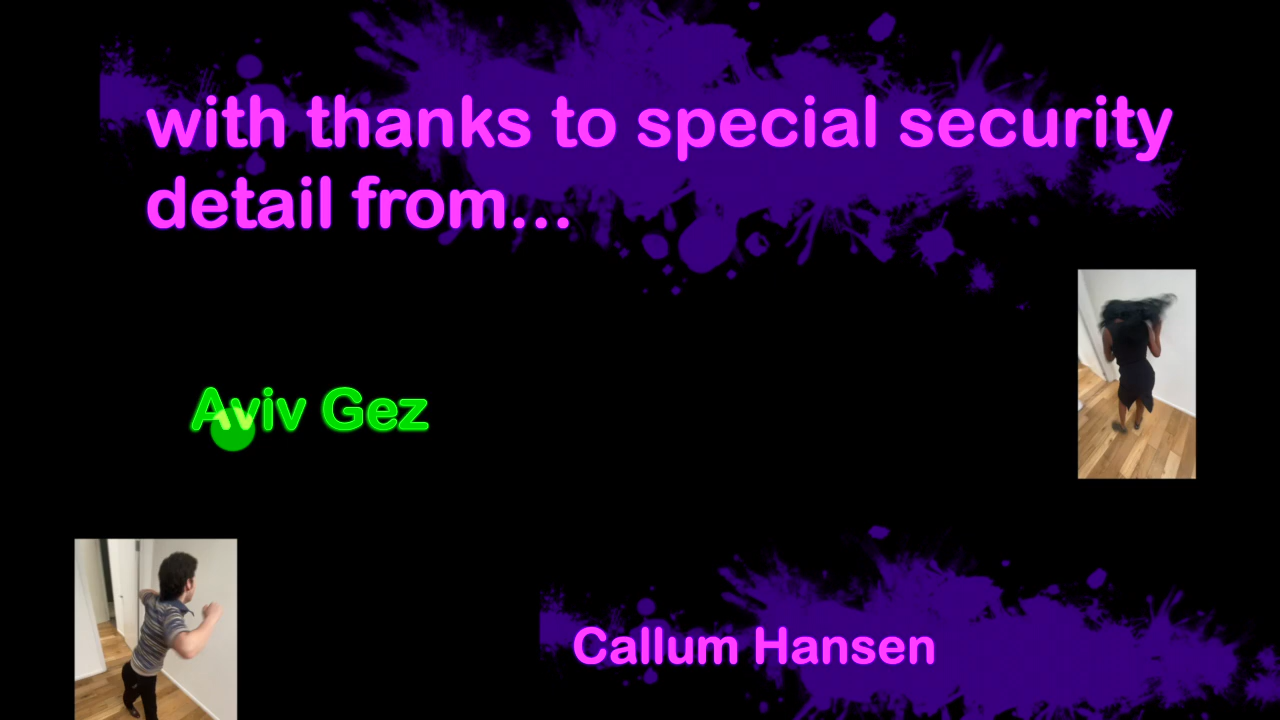 with thanks to special security
detail from...
Aviv Gez
Callum Hansen